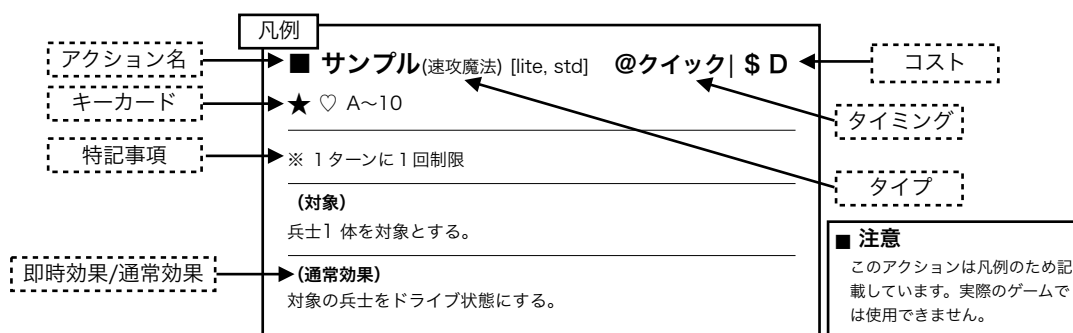 凡例
アクション名
■ サンプル(速攻魔法) [lite, std] @クイック| $ D
コスト
キーカード
★ ♡ A〜10
タイミング
特記事項
※ 1ターンに1回制限
タイプ
(対象)
兵士1 体を対象とする。
即時効果/通常効果
(通常効果)
対象の兵士をドライブ状態にする。
■ 注意
このアクションは凡例のため記
載しています。実際のゲームで
は使用できません。